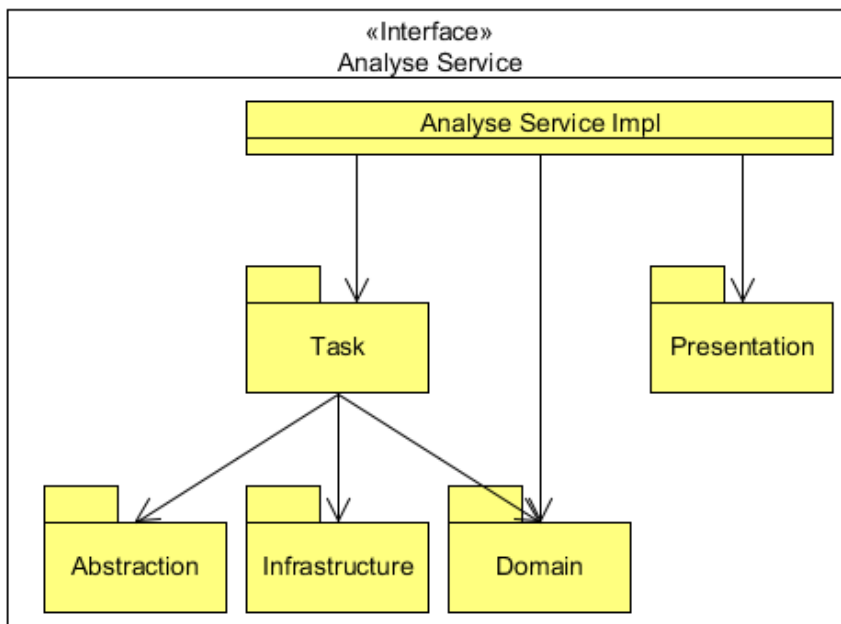 «Interface»
Analyse Service
Analyse Service Impl
Task
Presentation
Abstraction
Infrastructure
Domain